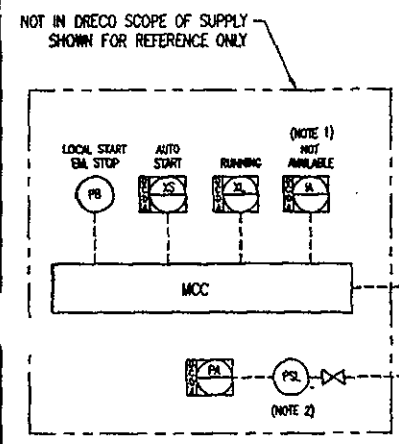 NOT IN DRECO SCOPE OF SUPPLY
SHOWN FOR REFERENCE ONLY
LOCAL START
EM. STOP
AUTO
START
RUNNING
(NOTE 1)
NOT
AVAILABLE
PB
XS
XL
IA
MCC
PA
PSL
(NOTE 2)